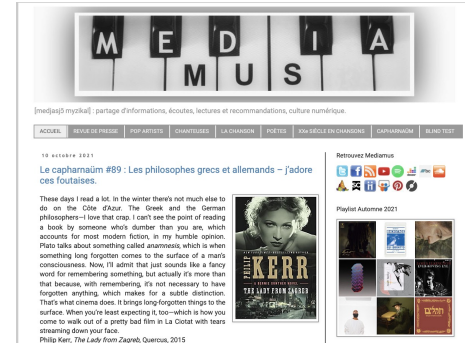 MEDIA
MUS
[medjasj5 myzikal] : partage d'informations, écoutes, lectures et recommandations, culture numérique.
ACCUEIL REVUE DE PRESSE POP ARTISTS CHANTEUSES LA CHANSON POÈTES XXe SIÈCLE EN CHANSONS CAPHARNAÜM BLIND TEST
10 octobre 2021
Le capharnaüm #89 : Les philosophes grecs et allemands – j'adore
ces foutaises.
These days I read a lot. In the winter there's not much else to
do on the Côte d'Azur. The Greek and the German
philosophers—I love that crap. I can't see the point of reading
a book by someone who's dumber than you are, which
accounts for most modern fiction, in my humble opinion.
Plato talks about something called anamnesis, which is when
something long forgotten comes to the surface of a man's
consciousness. Now, I'll admit that just sounds like a fancy
word for remembering something, but actually it's more than
that because, with remembering, it's not necessary to have
forgotten anything, which makes for a subtle distinction.
That's what cinema does. It brings long-forgotten things to the
surface. When you're least expecting it, too—which is how you
come to walk out of a pretty bad film in La Ciotat with tears
streaming down your face.
Philip Kerr, The Lady from Zagreb, Quercus, 2015
PHILIP
KERR
THE LADY FROM ZAGREB
Retrouvez Mediamus
Playlist Automne 2021